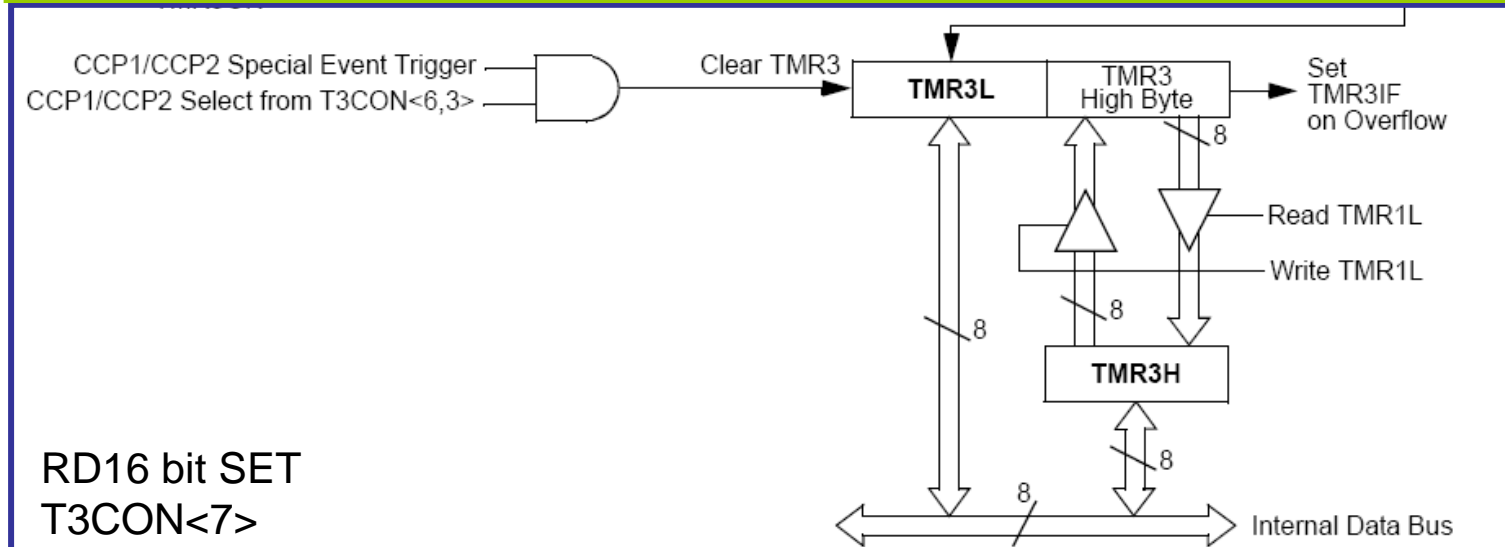 CCP1/CCP2 Special Event Trigger
CCP1/CCP2 Select from T3CON<6,3>
Clear TMR3
TMR3L
TMR3
High Byte
Set
TMR3IF
on Overflow
8
Read TMR1L
Write TMR1L
8
8
TMR3H
8
8
Internal Data Bus
RD16 bit SET
T3CON<7>